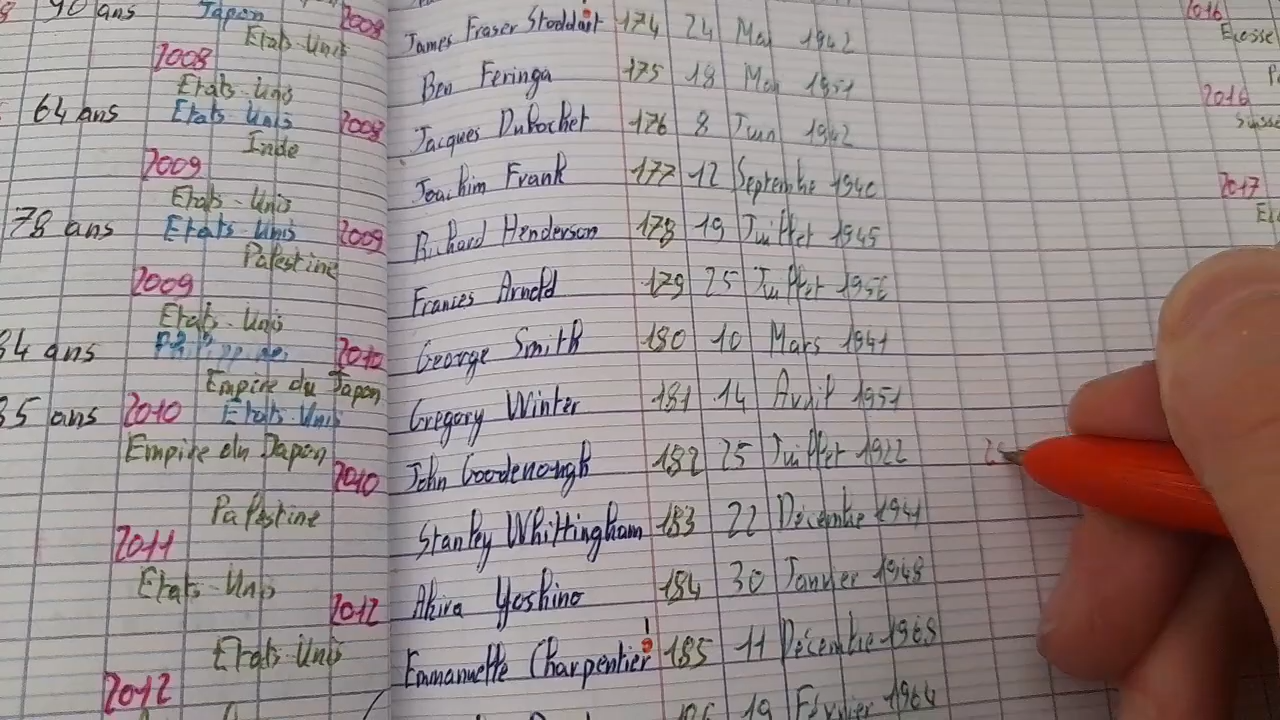 90 ans
Japon
2008
Etats-Unis
2008
Etats-Unis
64 ans
Etats-Unis
2008
Inde
2009
Etats-Unis
78 ans
Etats-Unis
2009
Palestine
2009
Etats-Unis
84 ans
2010
Empire du Japon
35 ans
2010
Etats-Unis
Empire du Japon
2010
Palestine
2011
Etats-Unis
2012
Etats-Unis
2012
James Fraser Stoddart 174 24 Mai 1942
Ben Feringa 175 18 Mai 1951
Jacques Dubochet 176 8 Juin 1942
Joachim Frank 177 12 Septembre 1940
Richard Henderson 178 19 Juillet 1945
Frances Arnold 179 25 Juillet 1956
George Smith 180 10 Mars 1941
Gregory Winter 181 14 Avril 1951
John Goodenough 182 25 Juillet 1922
Stanley Whittingham 183 22 Décembre 1941
Akira Yoshino 184 30 Janvier 1948
Emmanuelle Charpentier 185 11 Décembre 1968
19 Février 1964
2016
Ecosse
2016
Suisse
2017